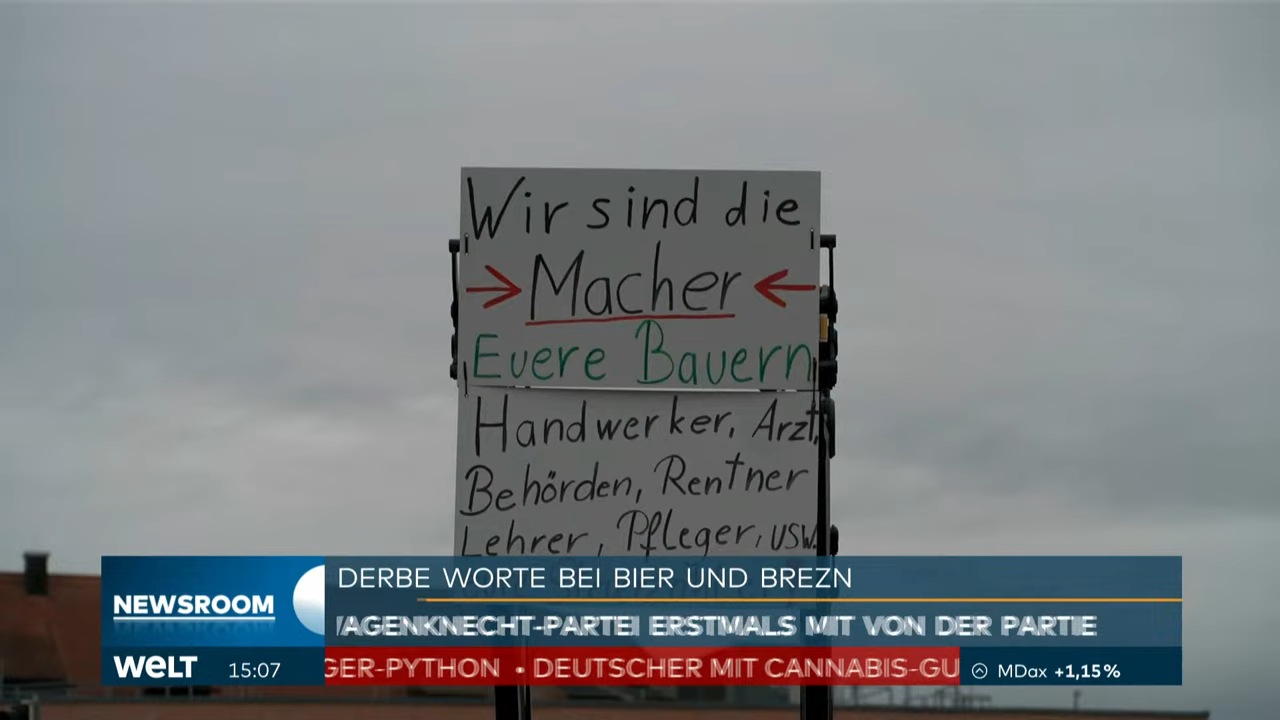 Wir sind die
Macher
Euere Bauern
Handwerker, Arzt,
Behörden, Rentner
Lehrer, Pfleger, usw.
DERBE WORTE BEI BIER UND BREZN
NEWSROOM
AGENKNECHT-PARTEI ERSTMALS MIT VON DER PARTIE
WELT 15:07 GER-PYTHON • DEUTSCHER MIT CANNABIS-GU MDax +1,15%